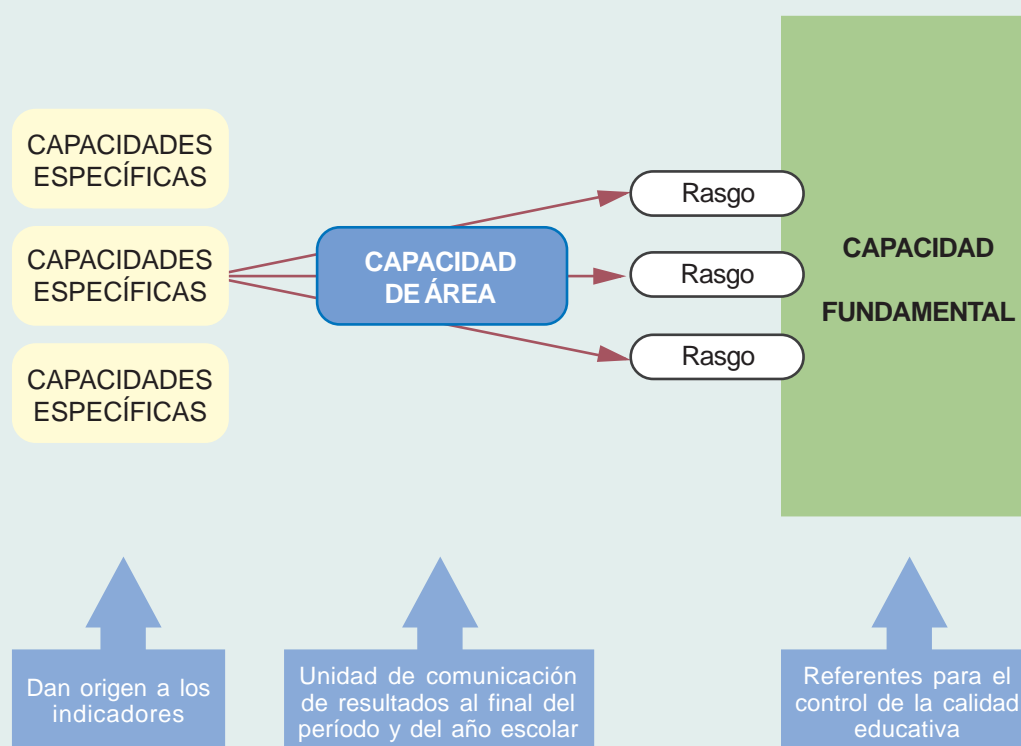 CAPACIDADES
ESPECÍFICAS
CAPACIDADES
ESPECÍFICAS
CAPACIDADES
ESPECÍFICAS
CAPACIDAD
DE ÁREA
Rasgo
Rasgo
Rasgo
CAPACIDAD
FUNDAMENTAL
Dan origen a los
indicadores
Unidad de comunicación
de resultados al final del
período y del año escolar
Referentes para el
control de la calidad
educativa